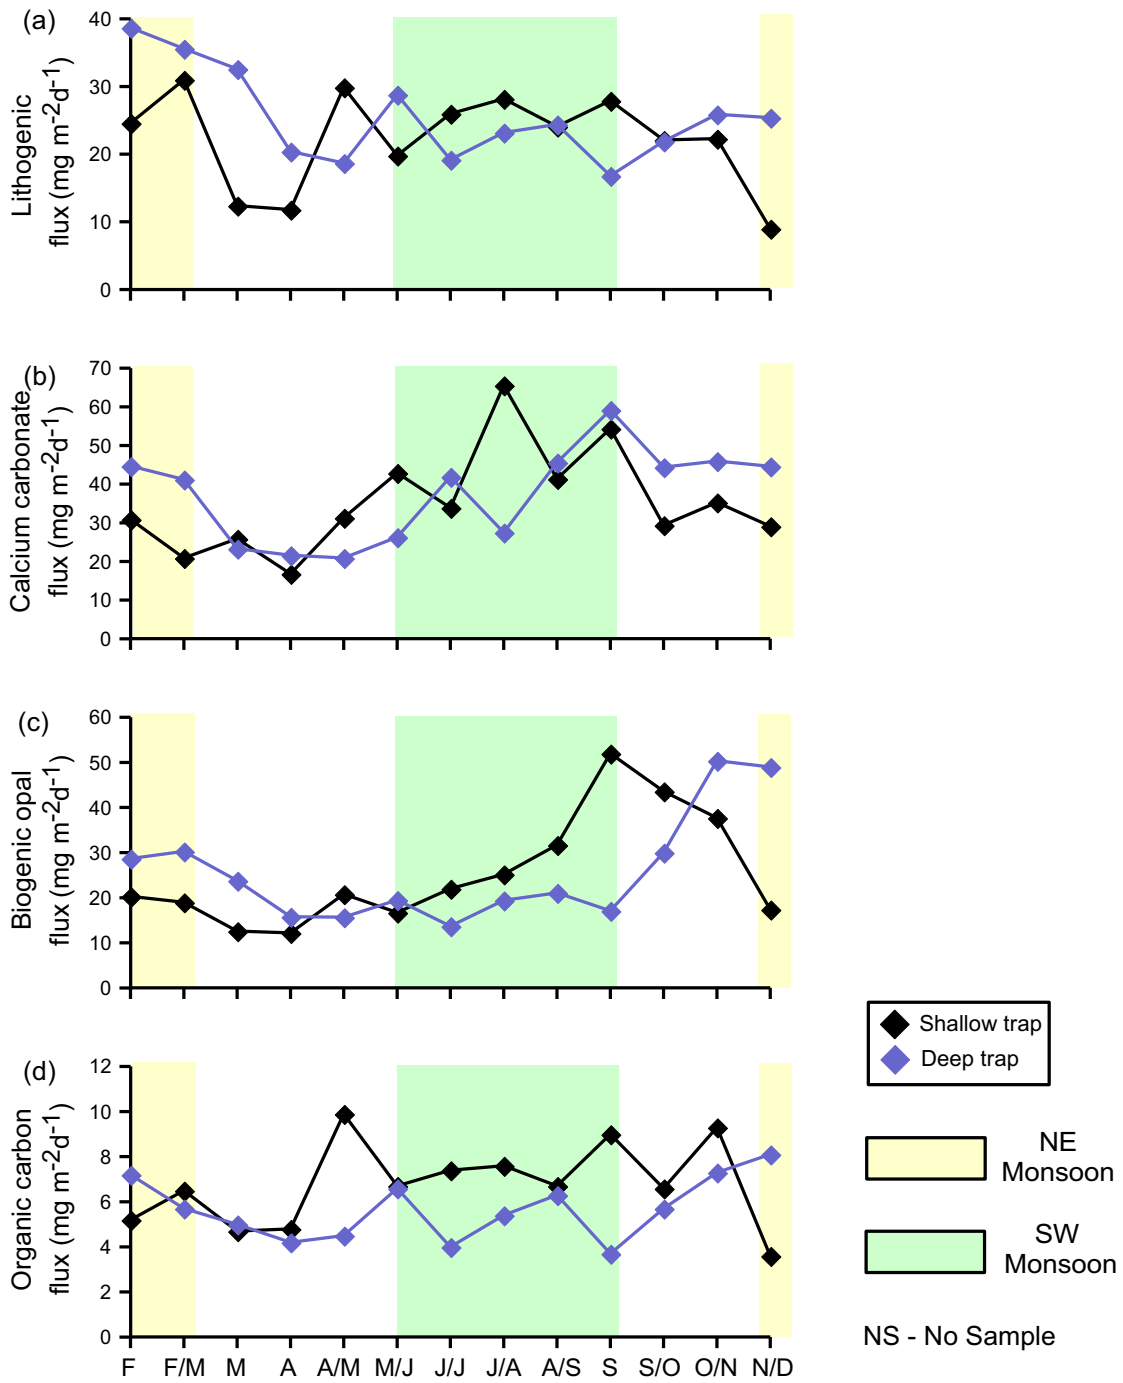 (a)
40
30
20
10
0
Lithogenic
flux (mg m-2d-1)
(b)
70
60
50
40
30
20
10
0
Calcium carbonate
flux (mg m-2d-1)
(c)
60
50
40
30
20
10
0
Biogenic opal
flux (mg m-2d-1)
(d)
12
10
8
6
4
2
0
Organic carbon
flux (mg m-2d-1)
F F/M M A A/M M/J J/J J/A A/S S S/O O/N N/D
Shallow trap
Deep trap
NE
Monsoon
SW
Monsoon
NS - No Sample